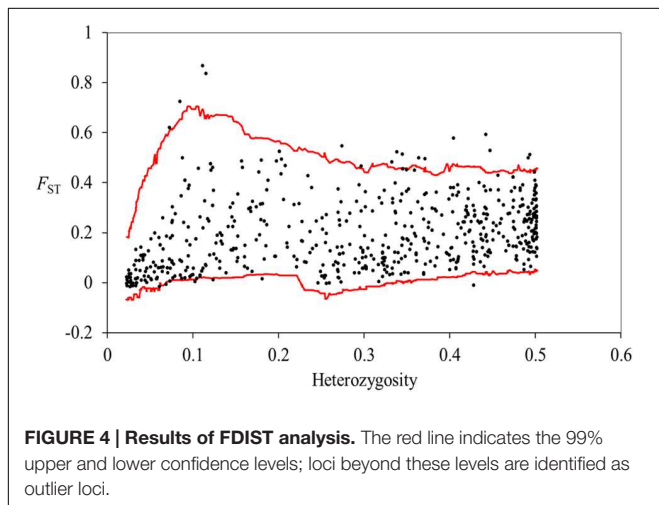 1
0.8
0.6
0.4
0.2
0
-0.2
FST
0 0.1 0.2 0.3 0.4 0.5 0.6
Heterozygosity
FIGURE 4 | Results of FDIST analysis. The red line indicates the 99%
upper and lower confidence levels; loci beyond these levels are identified as
outlier loci.